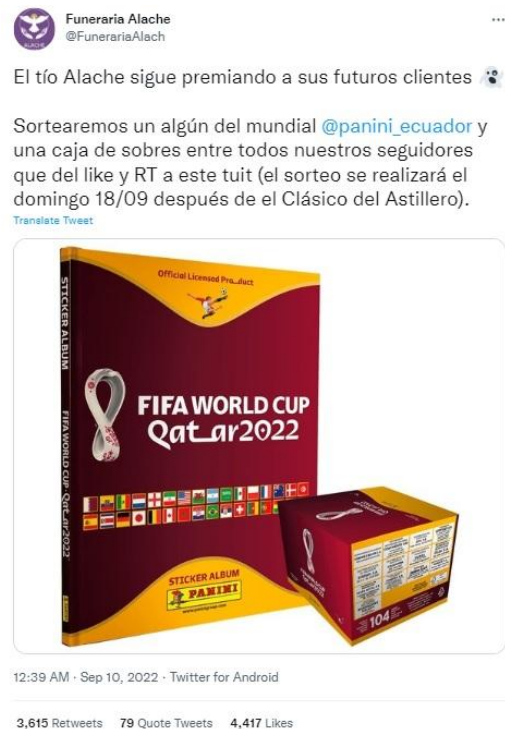 Funeraria Alache
@FunerariaAlach
ALACHE
El tío Alache sigue premiando a sus futuros clientes 👻
Sortearemos un algún del mundial @panini_ecuador y
una caja de sobres entre todos nuestros seguidores
que del like y RT a este tuit (el sorteo se realizará el
domingo 18/09 después de el Clásico del Astillero).
Translate Tweet
Official Licensed Product
STICKER ALBUM
FIFA WORLD CUP Qatar2022
FIFA WORLD CUP
Qatar2022
STICKER ALBUM
PANINI
www.paninigroup.com
104
12:39 AM · Sep 10, 2022 · Twitter for Android
3,615 Retweets 79 Quote Tweets 4,417 Likes